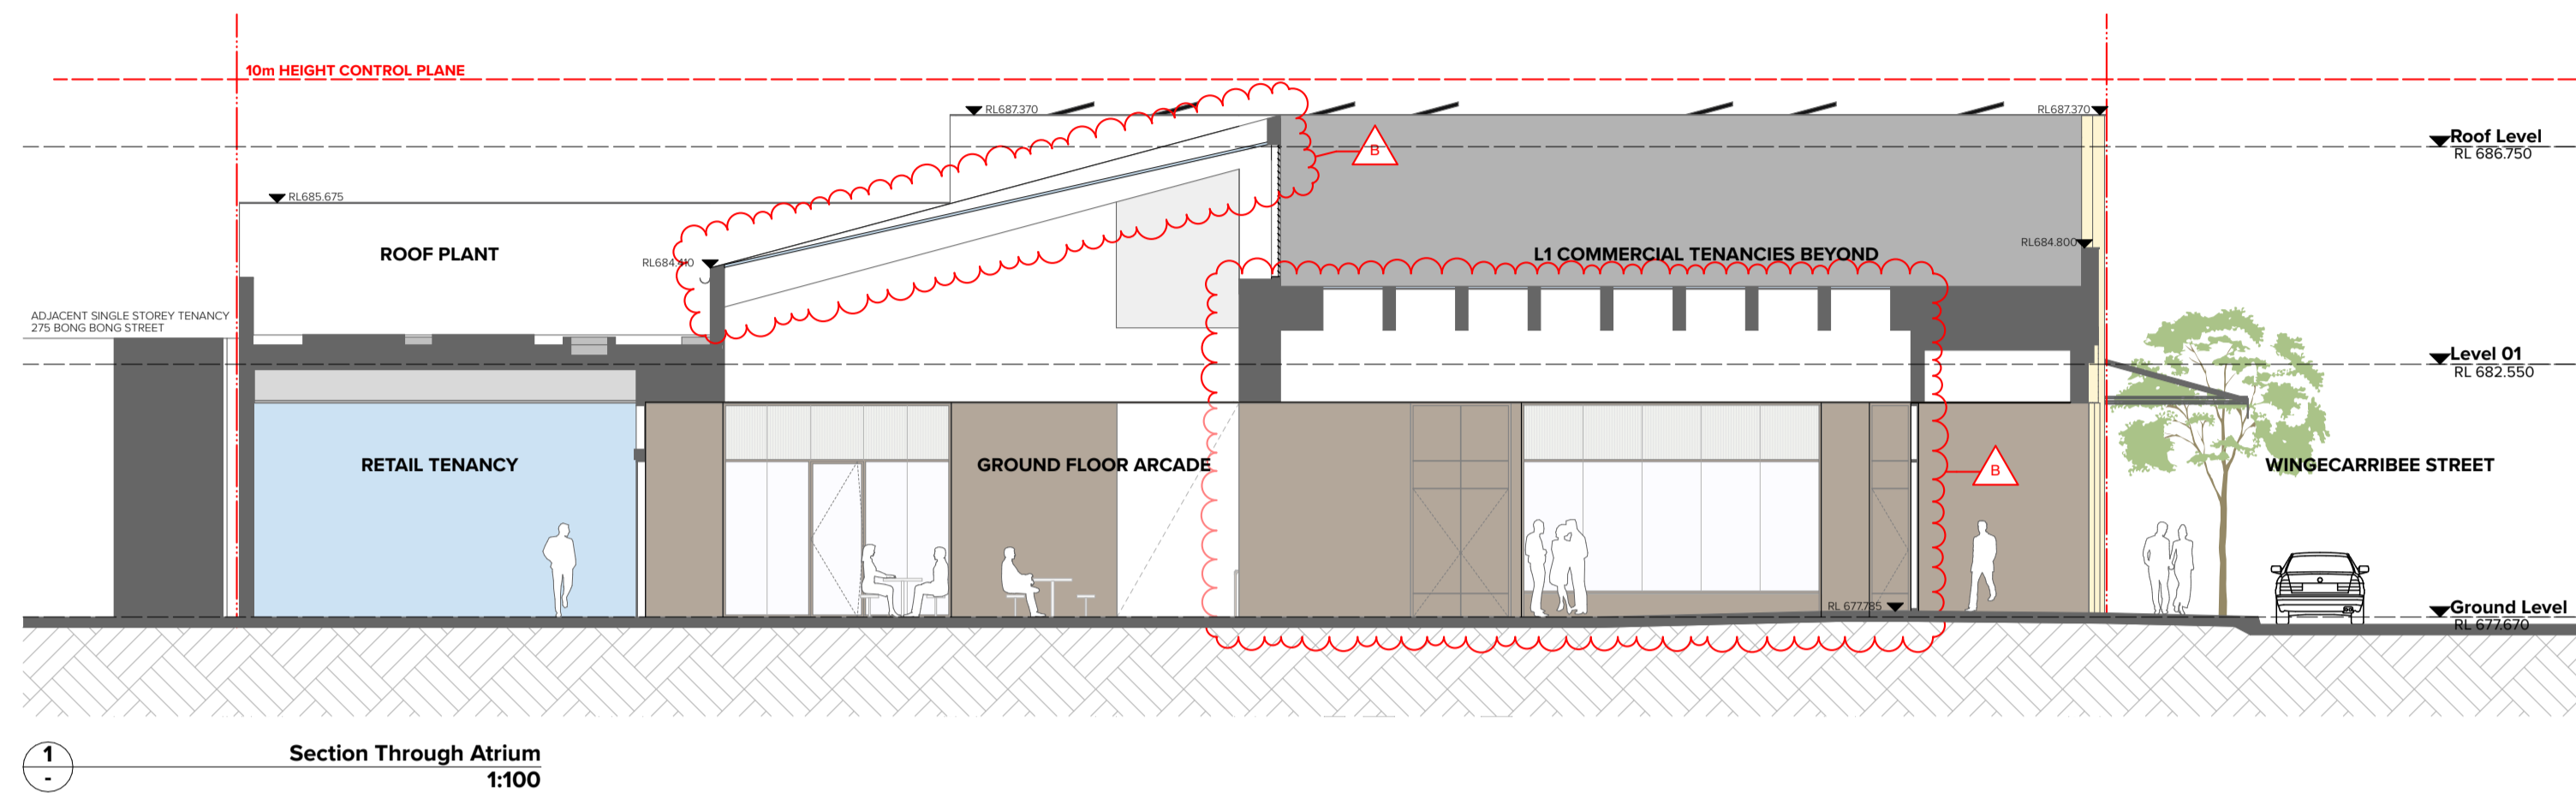 10m HEIGHT CONTROL PLANE
RL687.370
RL687.370
Roof Level
RL 686.750
B
RL685.675
ROOF PLANT
RL684.410
L1 COMMERCIAL TENANCIES BEYOND
RL684.800
ADJACENT SINGLE STOREY TENANCY
275 BONG BONG STREET
Level 01
RL 682.550
RETAIL TENANCY
GROUND FLOOR ARCADE
B
WINGECARRIBEE STREET
RL 677.785
Ground Level
RL 677.670
1
-
Section Through Atrium
1:100